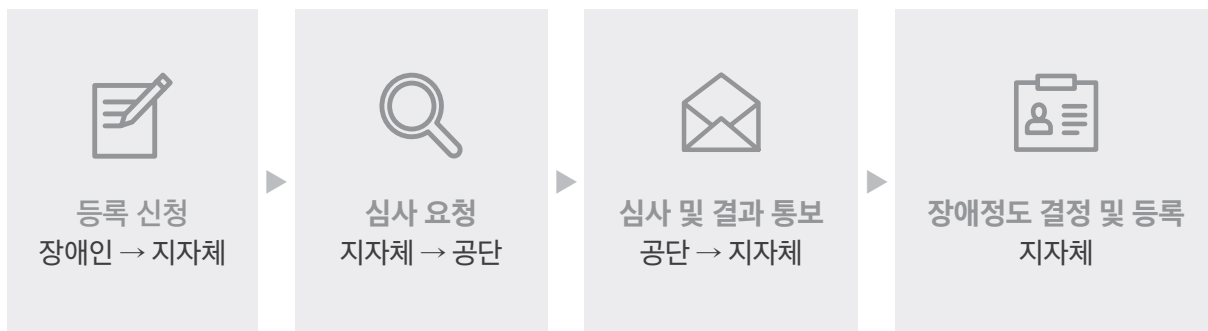 등록 신청
장애인 → 지자체
심사 요청
지자체 → 공단
심사 및 결과 통보
공단 → 지자체
장애정도 결정 및 등록
지자체